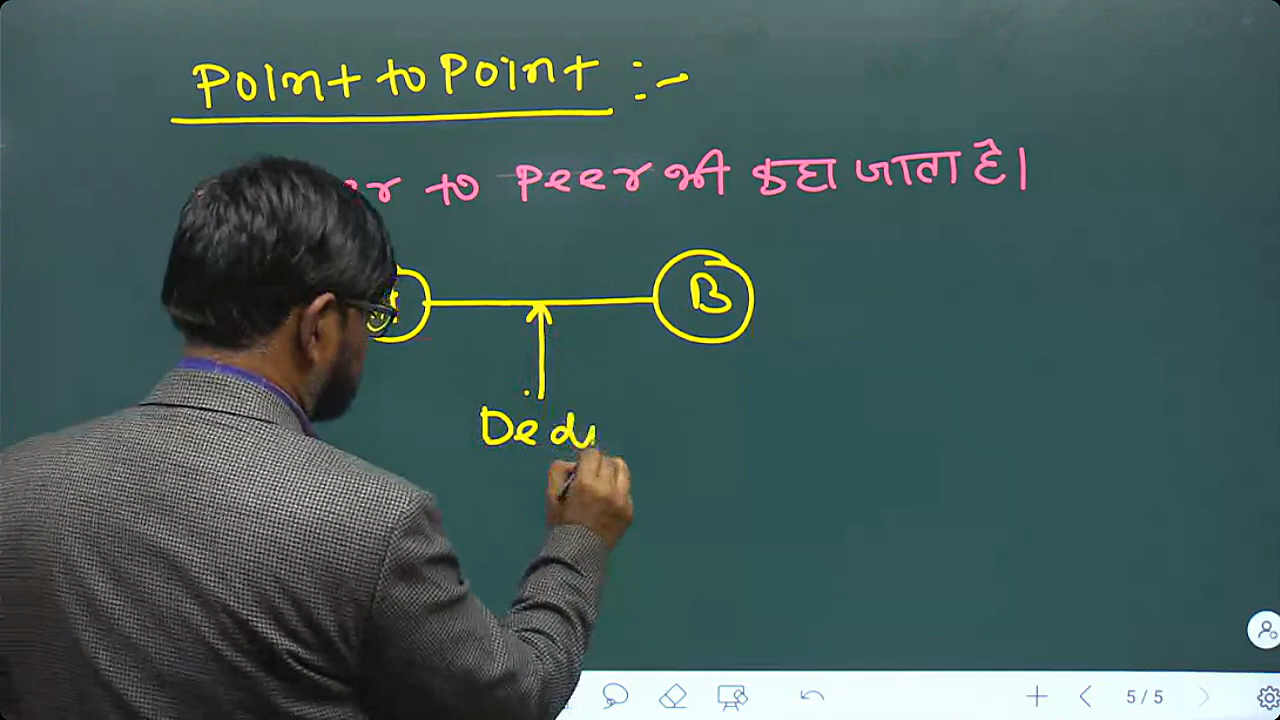 Point to Point :-
to Peer भी कहा जाता है।
B
Ded
5/5